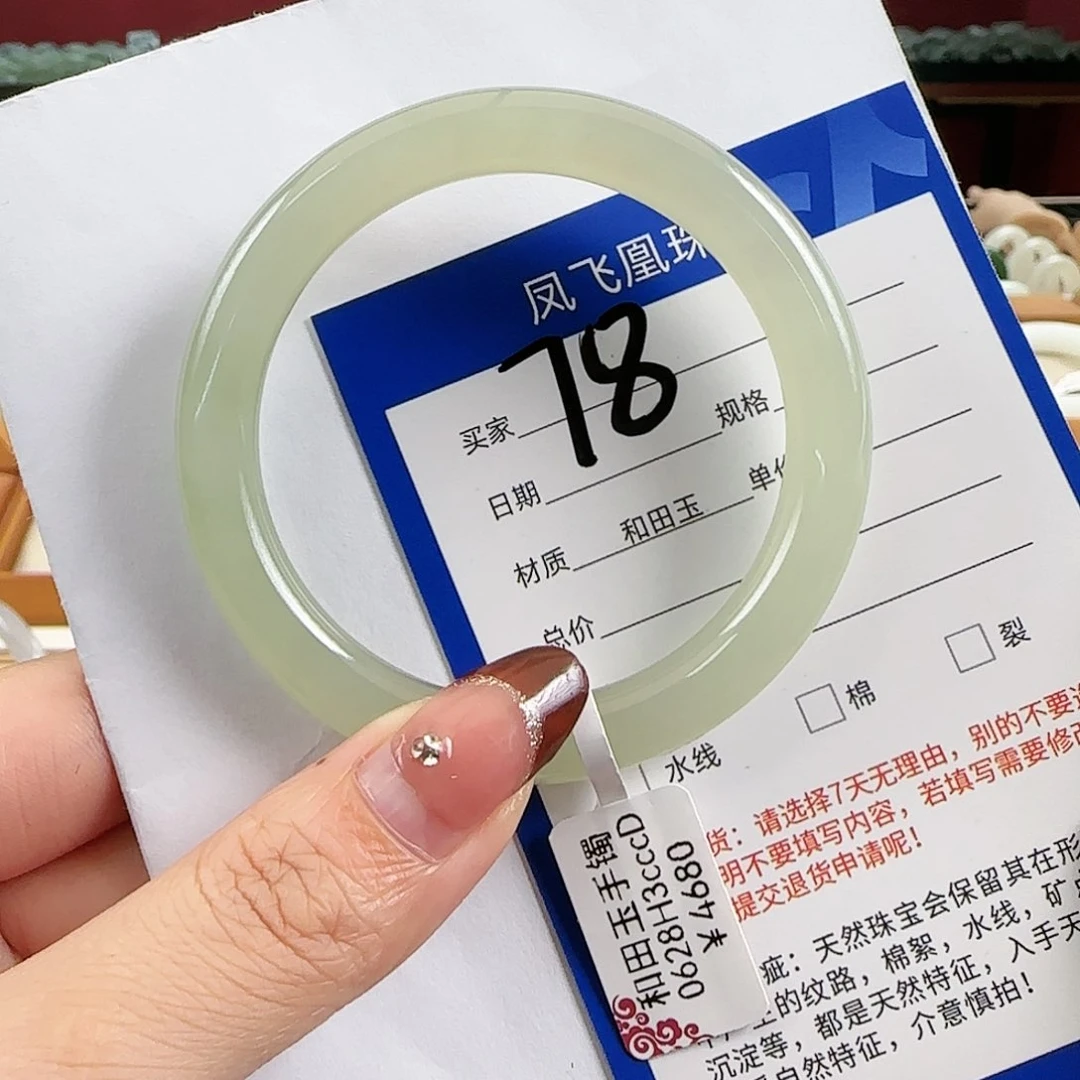 凤飞凰珠
78
买家 规格
日期 单价
材质 和田玉
总价
裂
棉
水线
货：请选择7天无理由，别的不要选
明不要填写内容，若填写需要修改
提交退货申请呢！
疵：天然珠宝会保留其在形
的纹路，棉絮，水线，矿
沉淀等，都是天然特征，入手天
自然特征，介意慎拍！
和田玉手镯
0628H3cccD
¥4680